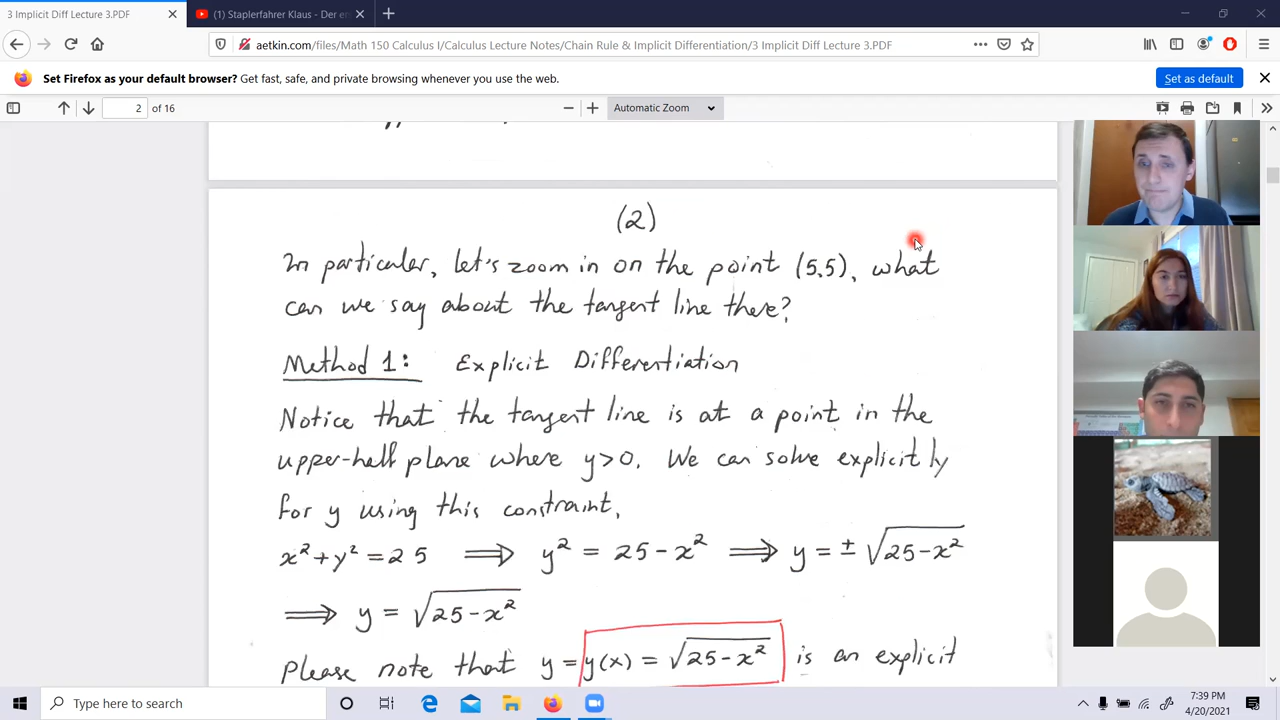 3 Implicit Diff Lecture 3.PDF
(1) Staplerfahrer Klaus - Der e
aetkin.com/files/Math 150 Calculus I/Calculus Lecture Notes/Chain Rule & Implicit Differentiation/3 Implicit Diff Lecture 3.PDF
Set Firefox as your default browser? Get fast, safe, and private browsing whenever you use the web.
Set as default
2 of 16
Automatic Zoom
(2)
In particular, let's zoom in on the point (5,5), what
can we say about the tangent line there?
Method 1: Explicit Differentiation
Notice that the tangent line is at a point in the
upper-half plane where y>0. We can solve explicitly
for y using this constraint,
x²+y²=25 ⟹ y² = 25-x² ⟹ y = ± √(25-x²)
⟹ y = √(25-x²)
Please note that y = y(x) = √(25-x²) is an explicit
Type here to search
7:39 PM
4/20/2021